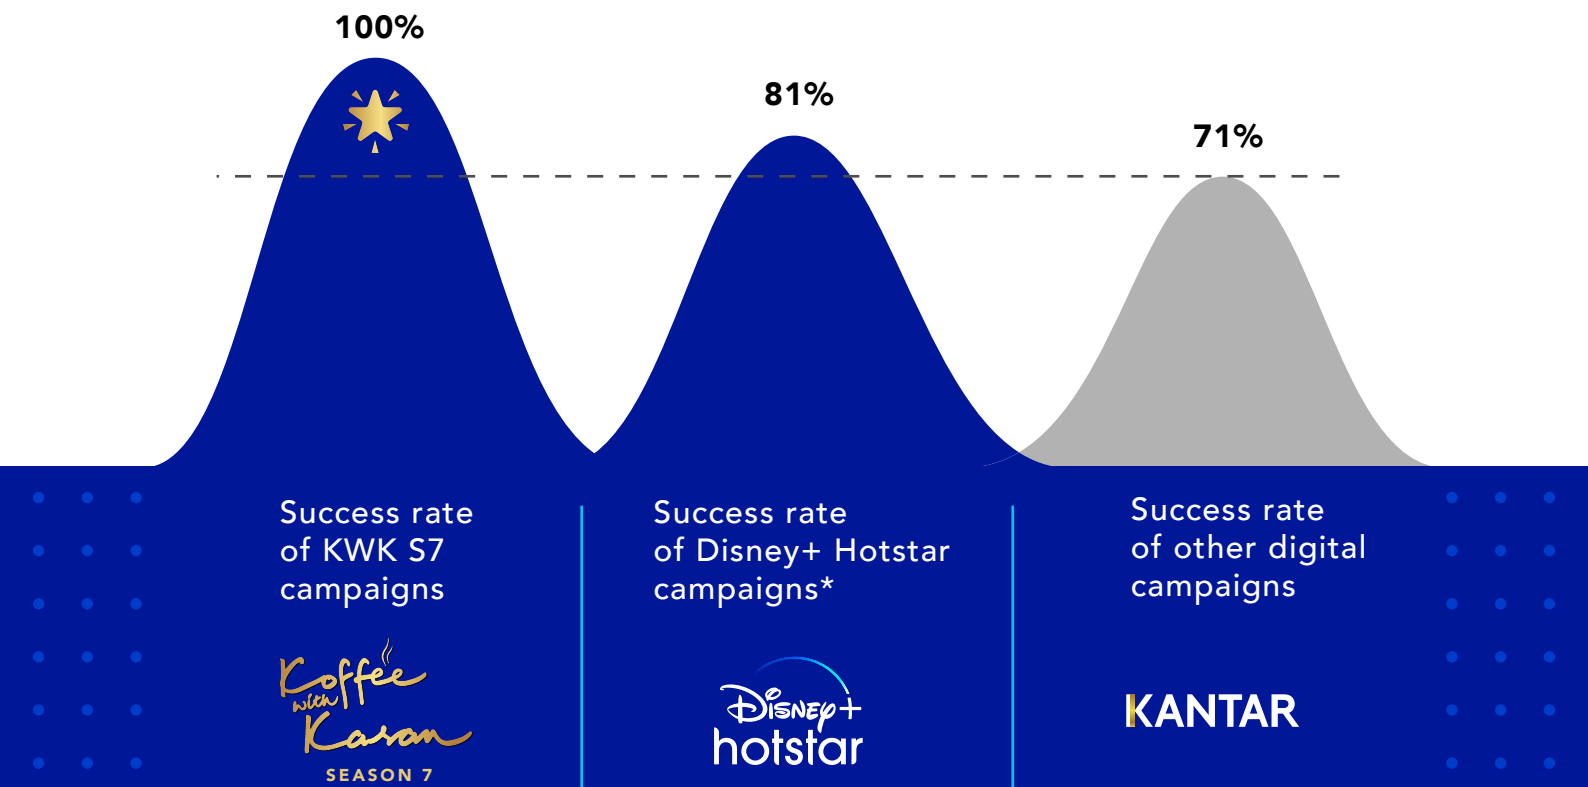 100%
81%
71%
Success rate
of KWK S7
campaigns
Koffee
with
Karan
SEASON 7
Success rate
of Disney+ Hotstar
campaigns*
Disney+
hotstar
Success rate
of other digital
campaigns
KANTAR